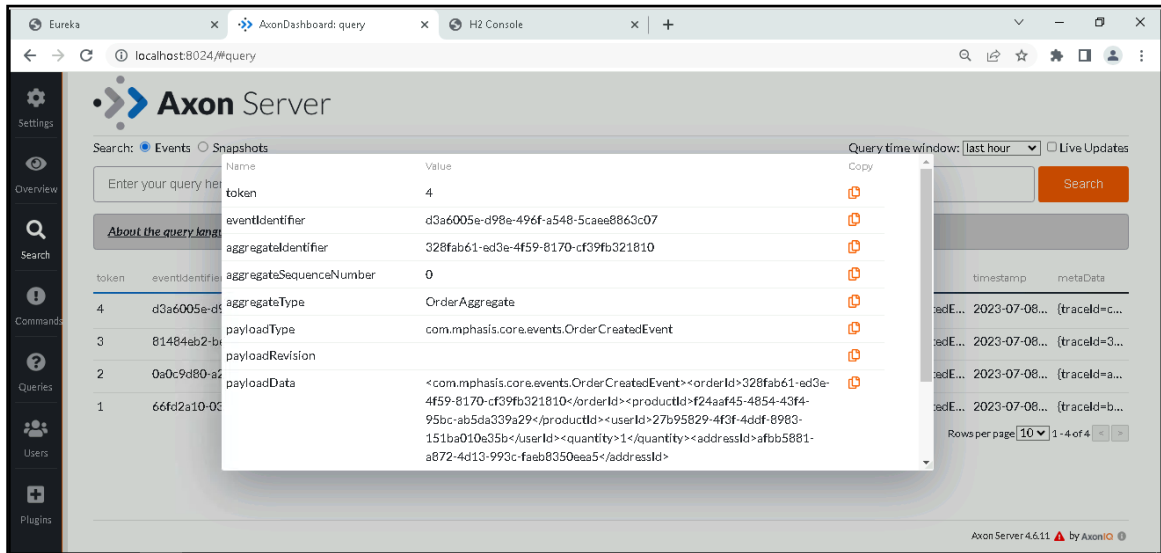 Eureka
AxonDashboard: query
H2 Console
localhost:8024/#query
Settings
Overview
Search
Commands
Queries
Users
Plugins
Axon Server
Search: Events Snapshots
Query time window: last hour Live Updates
Enter your query her
Search
About the query langu
token eventIdentifie timestamp metaData
4 d3a6005e-d9 edE... 2023-07-08... {traceId=c...
3 81484eb2-be edE... 2023-07-08... {traceId=3...
2 0a0c9d80-a2 edE... 2023-07-08... {traceId=a...
1 66fd2a10-03 edE... 2023-07-08... {traceId=b...
Rows per page 10 1 - 4 of 4 < >
Name Value Copy
token 4
eventIdentifier d3a6005e-d98e-496f-a548-5caee8863c07
aggregateIdentifier 328fab61-ed3e-4f59-8170-cf39fb321810
aggregateSequenceNumber 0
aggregateType OrderAggregate
payloadType com.mphasis.core.events.OrderCreatedEvent
payloadRevision
payloadData <com.mphasis.core.events.OrderCreatedEvent><orderId>328fab61-ed3e-
4f59-8170-cf39fb321810</orderId><productId>f24aaf45-4854-43f4-
95bc-ab5da339a29</productId><userId>27b95829-4f3f-4ddf-8983-
151ba010e35b</userId><quantity>1</quantity><addressId>afbb5881-
a872-4d13-993c-faeb8350eea5</addressId>
Axon Server 4.6.11 by AxonIQ